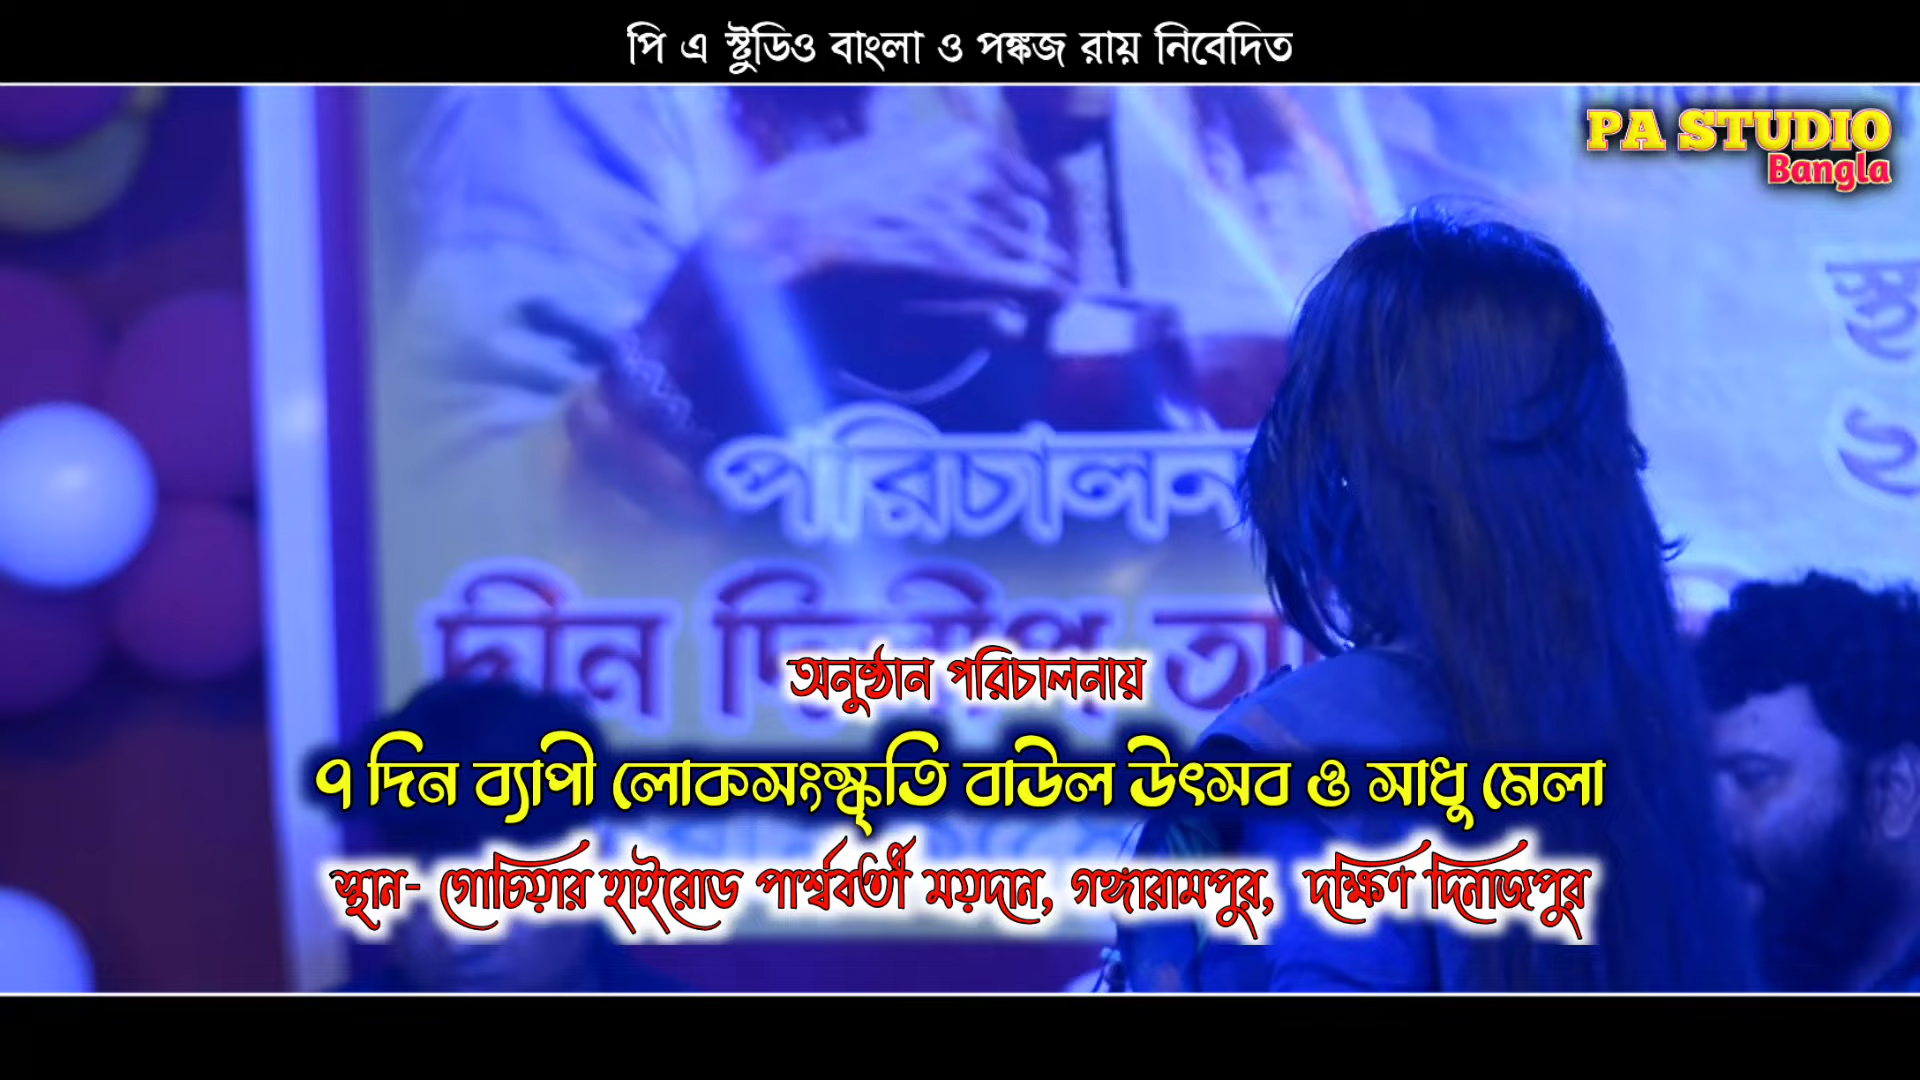 পি এ স্টুডিও বাংলা ও পঙ্কজ রায় নিবেদিত
PA STUDIO
Bangla
পরিচালনা
দীন দিলীপ
অনুষ্ঠান পরিচালনায়
৭ দিন ব্যাপী লোকসংস্কৃতি বাউল উৎসব ও সাধু মেলা
স্থান- গোচিয়ার হাইরোড পার্শ্ববর্তী ময়দান, গঙ্গারামপুর, দক্ষিণ দিনাজপুর